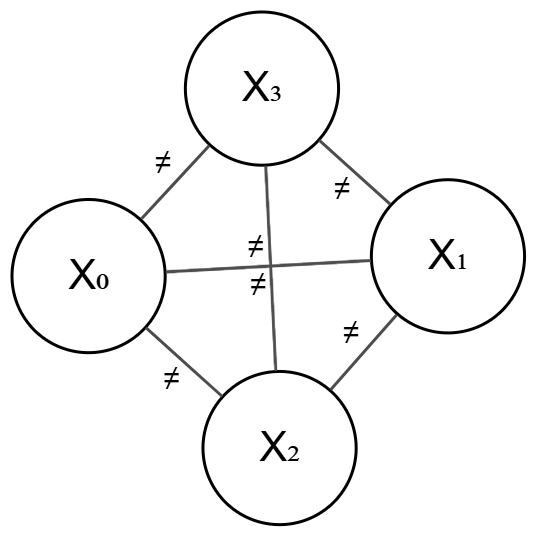 X₃
≠
≠
≠
X₁
X₀
≠
≠
≠
X₂